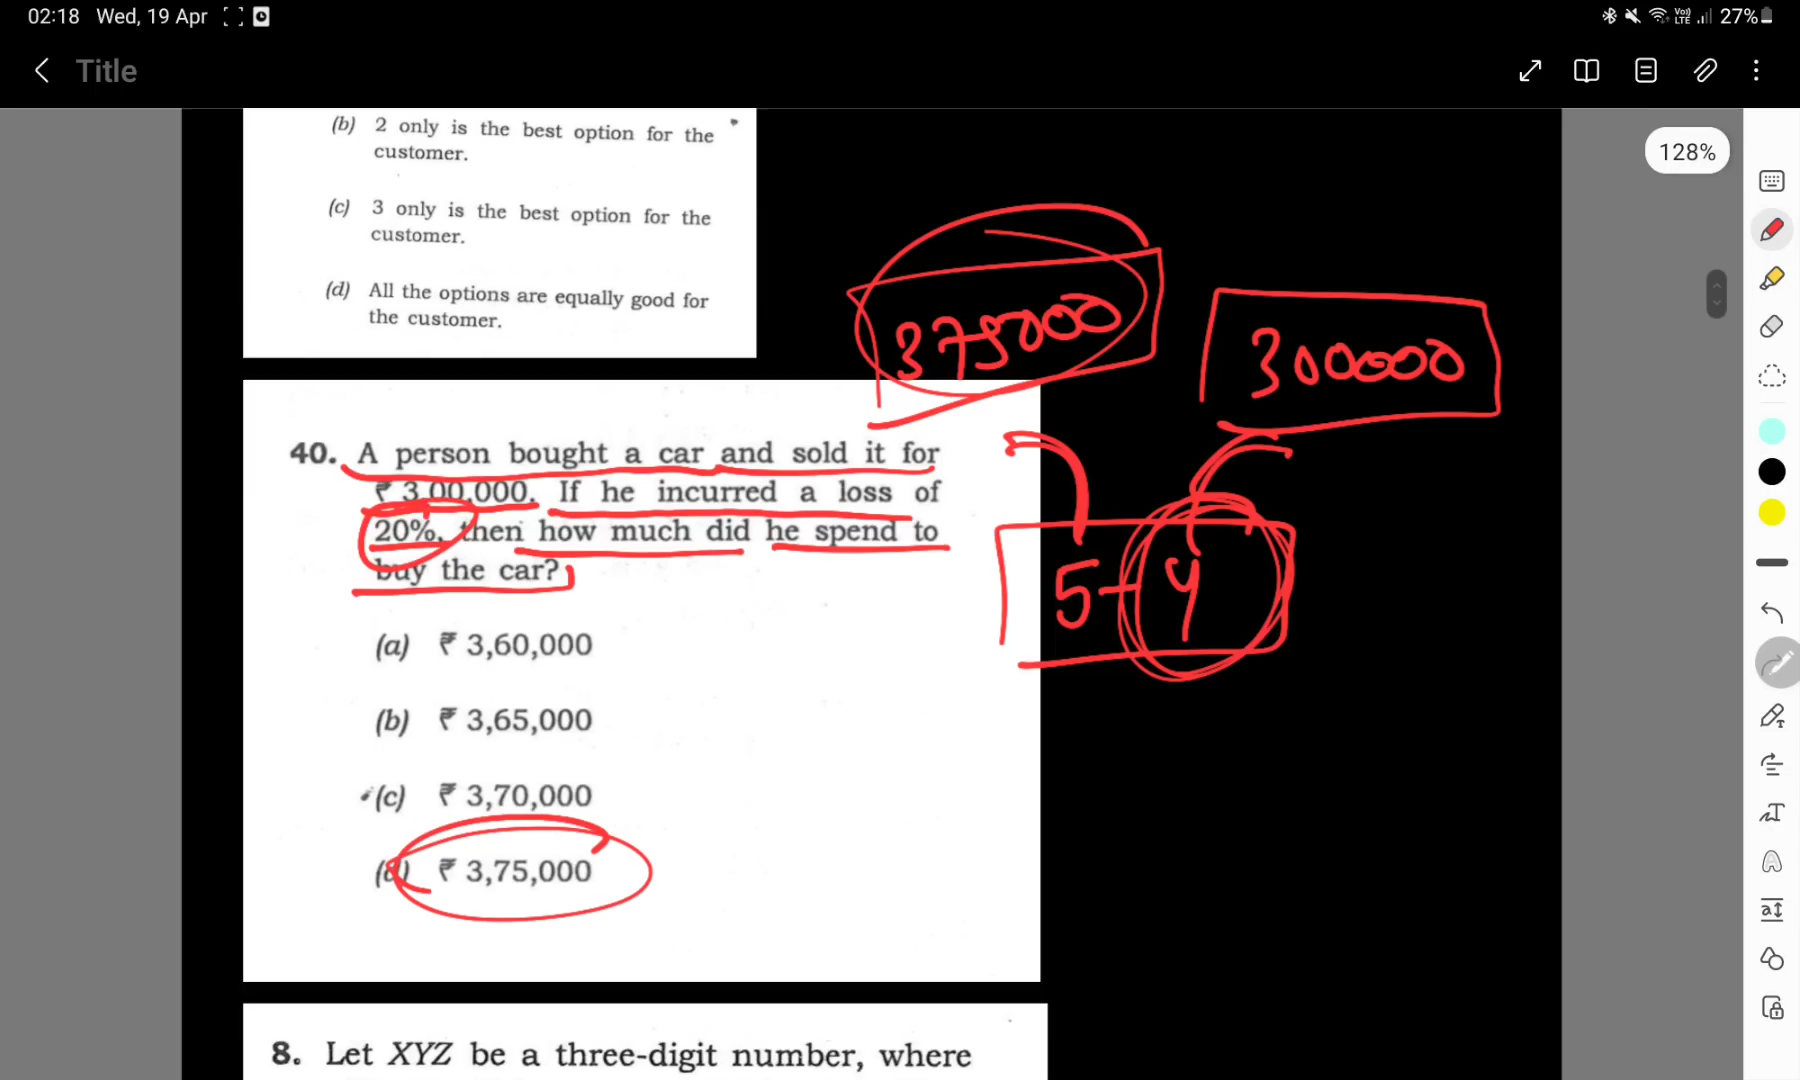 02:18 Wed, 19 Apr
Vo)) LTE 27%
Title
128%
(b) 2 only is the best option for the
customer.
(c) 3 only is the best option for the
customer.
(d) All the options are equally good for
the customer.
375000
300000
40. A person bought a car and sold it for
₹ 3,00,000. If he incurred a loss of
20%, then how much did he spend to
buy the car?
5-4
(a) ₹ 3,60,000
(b) ₹ 3,65,000
(c) ₹ 3,70,000
(d) ₹ 3,75,000
8. Let XYZ be a three-digit number, where